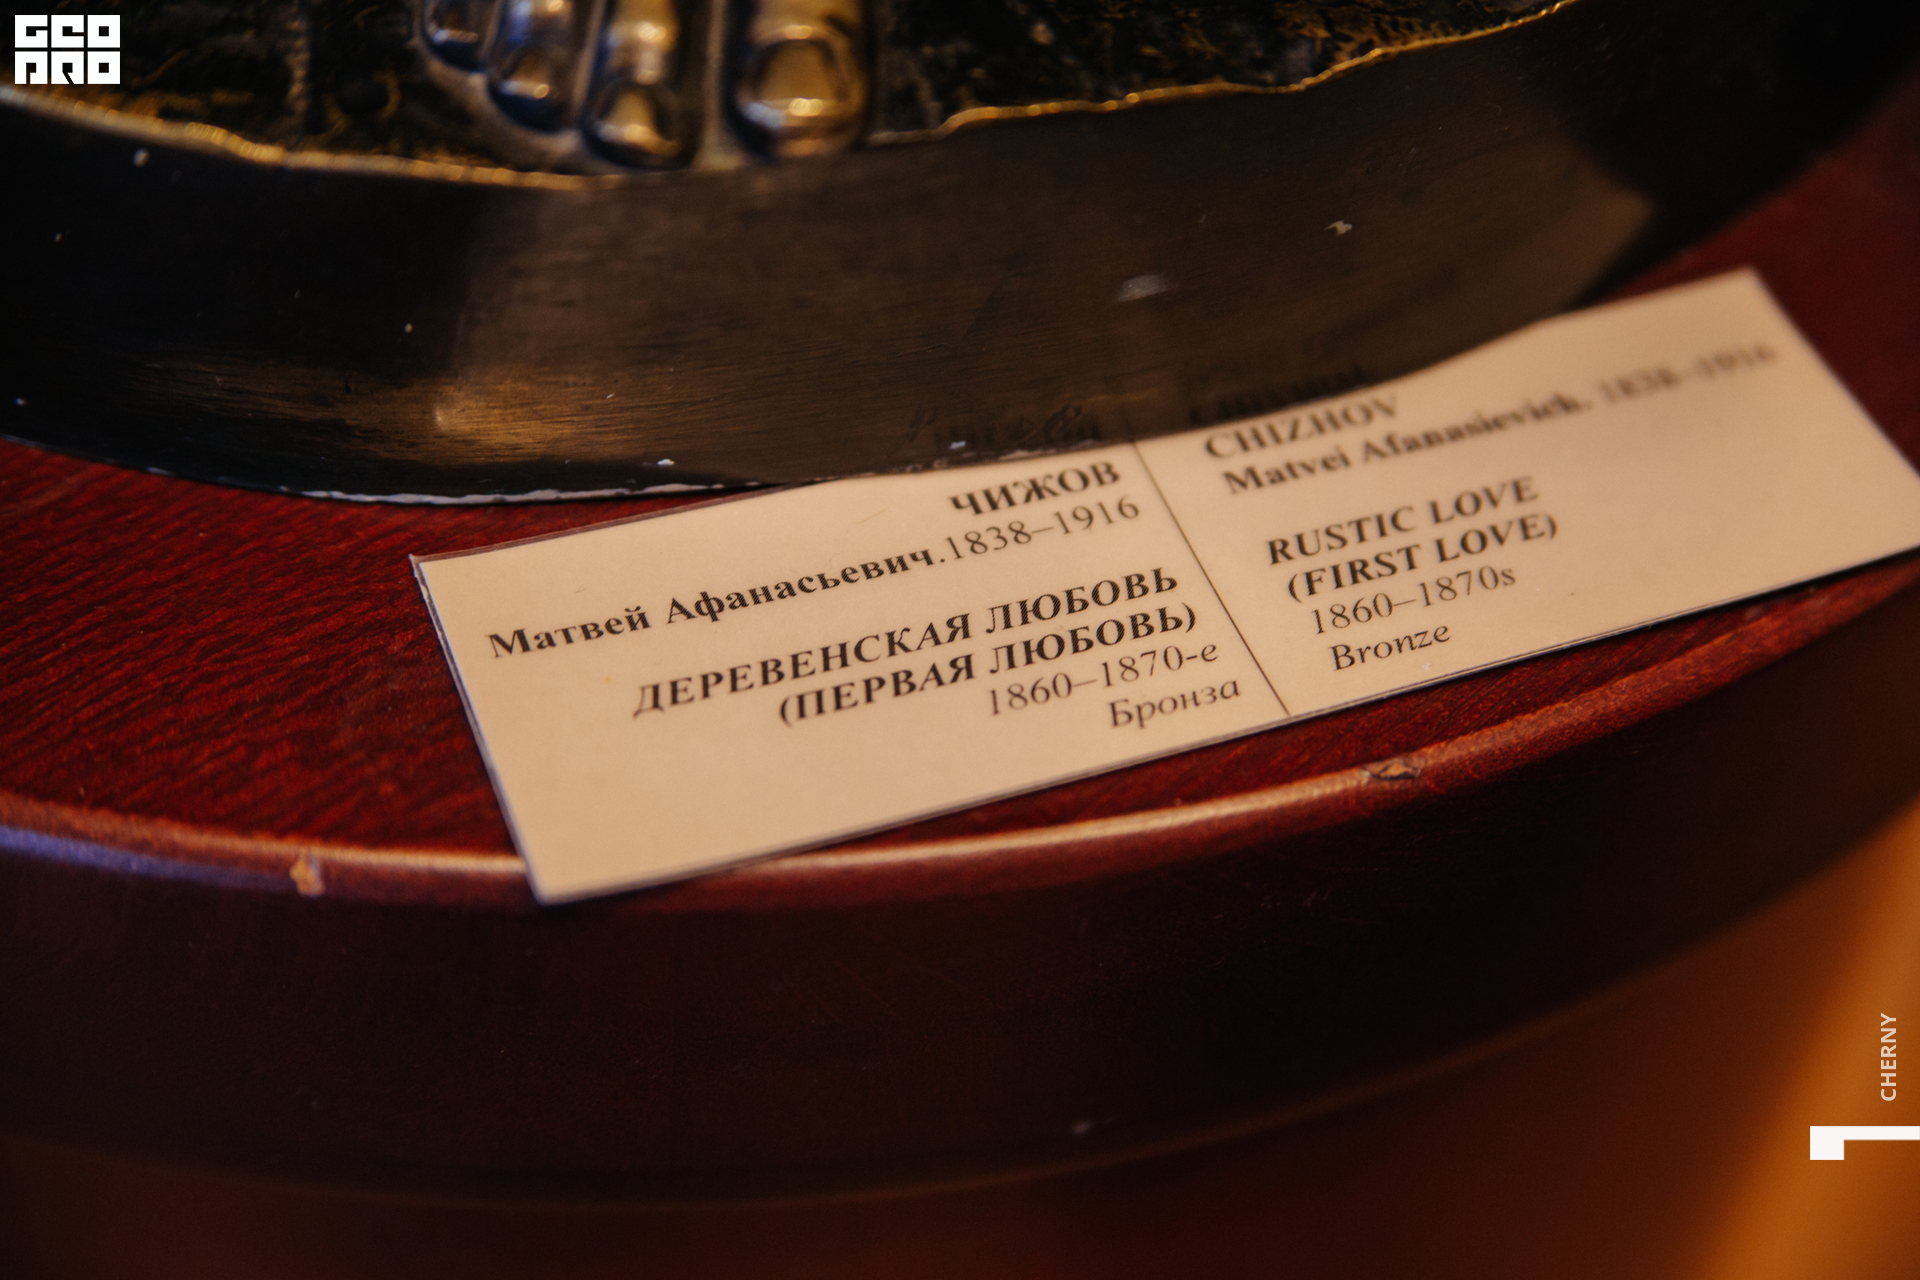 GEO
PRO
ЧИЖОВ
Матвей Афанасьевич.1838–1916
ДЕРЕВЕНСКАЯ ЛЮБОВЬ
(ПЕРВАЯ ЛЮБОВЬ)
1860–1870-е
Бронза
CHIZHOV
Matvei Afanasievich. 1838–1916
RUSTIC LOVE
(FIRST LOVE)
1860–1870s
Bronze
CHERNY